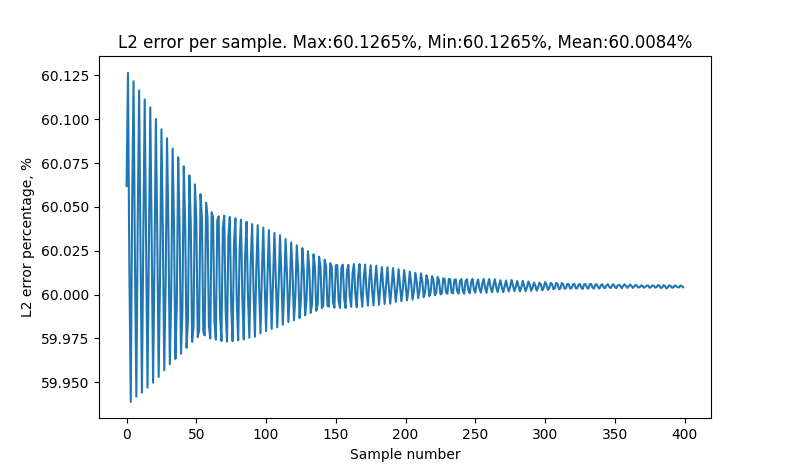 L2 error per sample. Max:60.1265%, Min:60.1265%, Mean:60.0084%
60.125
60.100
60.075
60.050
60.025
60.000
59.975
59.950
L2 error percentage, %
0 50 100 150 200 250 300 350 400
Sample number